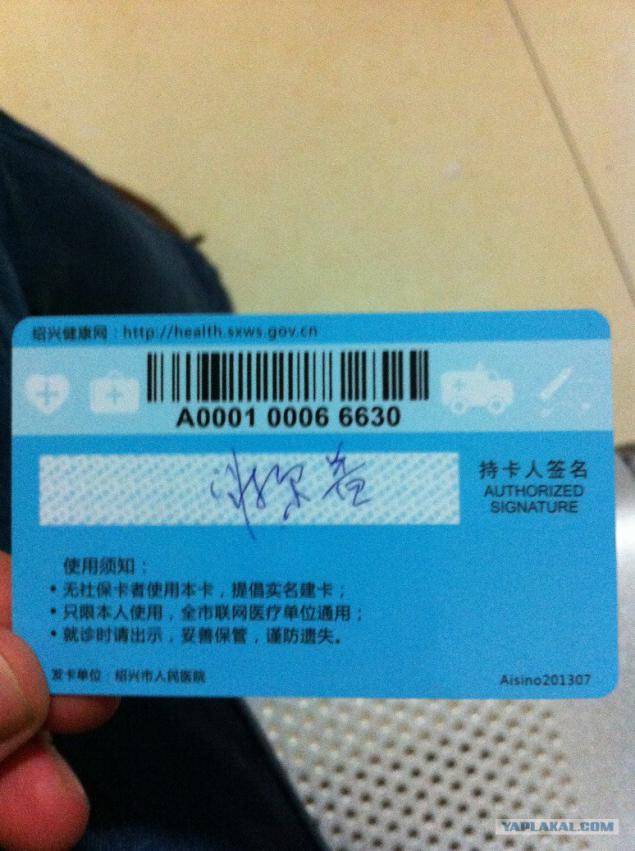 绍兴健康网：http://health.sxws.gov.cn
A0001 0006 6630
持卡人签名
AUTHORIZED
SIGNATURE
使用须知：
• 无社保卡者使用本卡，提倡实名建卡；
• 只限本人使用，全市联网医疗单位通用；
• 就诊时请出示，妥善保管，谨防遗失。
发卡单位：绍兴市人民医院
Aisino201307
YAPLAKAL.COM